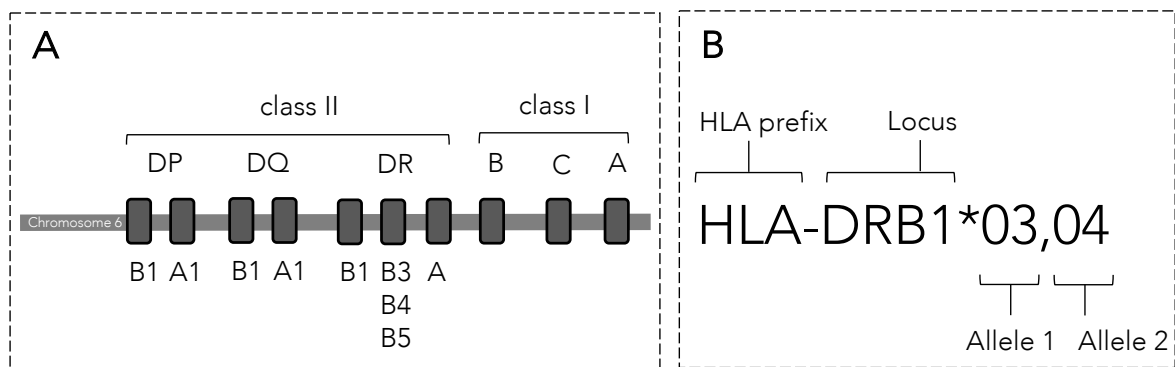 A
class II
class I
DP DQ DR B C A
Chromosome 6
B1 A1 B1 A1 B1 B3 A
B4
B5
B
HLA prefix Locus
HLA-DRB1*03,04
Allele 1 Allele 2